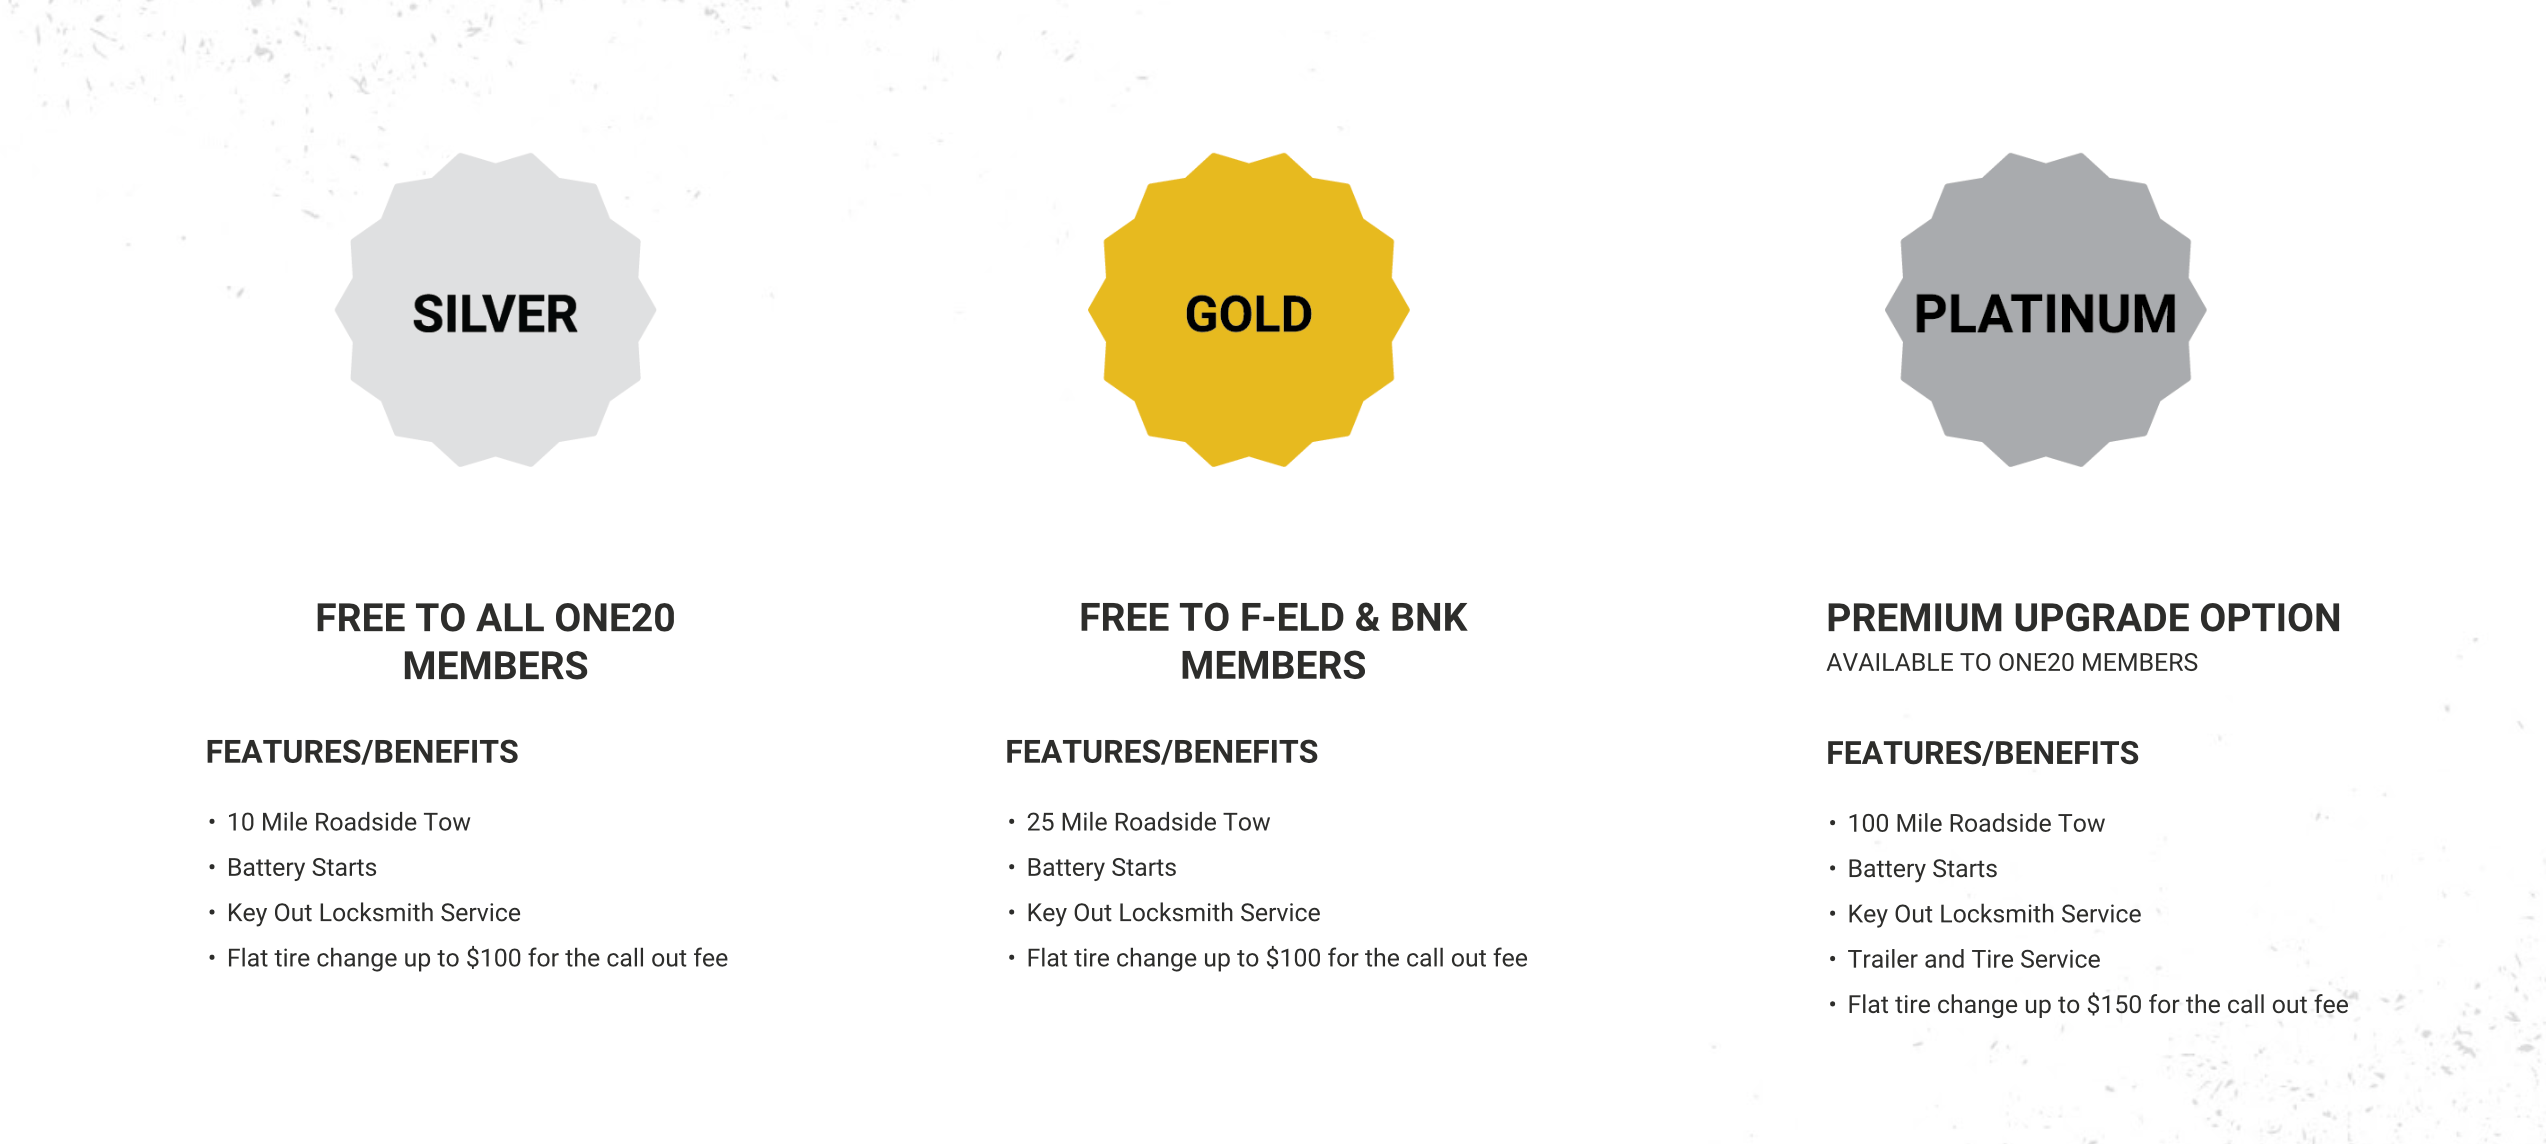 SILVER
FREE TO ALL ONE20
MEMBERS
FEATURES/BENEFITS
• 10 Mile Roadside Tow
• Battery Starts
• Key Out Locksmith Service
• Flat tire change up to $100 for the call out fee
GOLD
FREE TO F-ELD & BNK
MEMBERS
FEATURES/BENEFITS
• 25 Mile Roadside Tow
• Battery Starts
• Key Out Locksmith Service
• Flat tire change up to $100 for the call out fee
PLATINUM
PREMIUM UPGRADE OPTION
AVAILABLE TO ONE20 MEMBERS
FEATURES/BENEFITS
• 100 Mile Roadside Tow
• Battery Starts
• Key Out Locksmith Service
• Trailer and Tire Service
• Flat tire change up to $150 for the call out fee